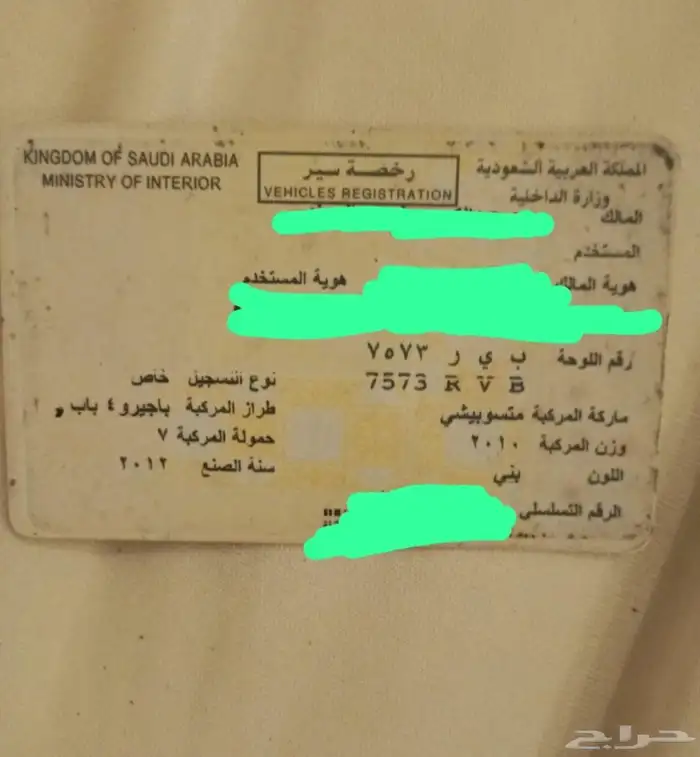 KINGDOM OF SAUDI ARABIA
MINISTRY OF INTERIOR
رخصة سير
VEHICLES REGISTRATION
المملكة العربية السعودية
وزارة الداخلية
المالك
المستخدم
هوية المالك هوية المستخدم
رقم اللوحة ب ي ر ٧٥٧٣
7573 R V B
نوع التسجيل خاص
ماركة المركبة متسوبيشي طراز المركبة باجيرو ٤ باب
وزن المركبة ٢٠١٠ حمولة المركبة ٧
اللون بني سنة الصنع ٢٠١٢
الرقم التسلسلي
حراج